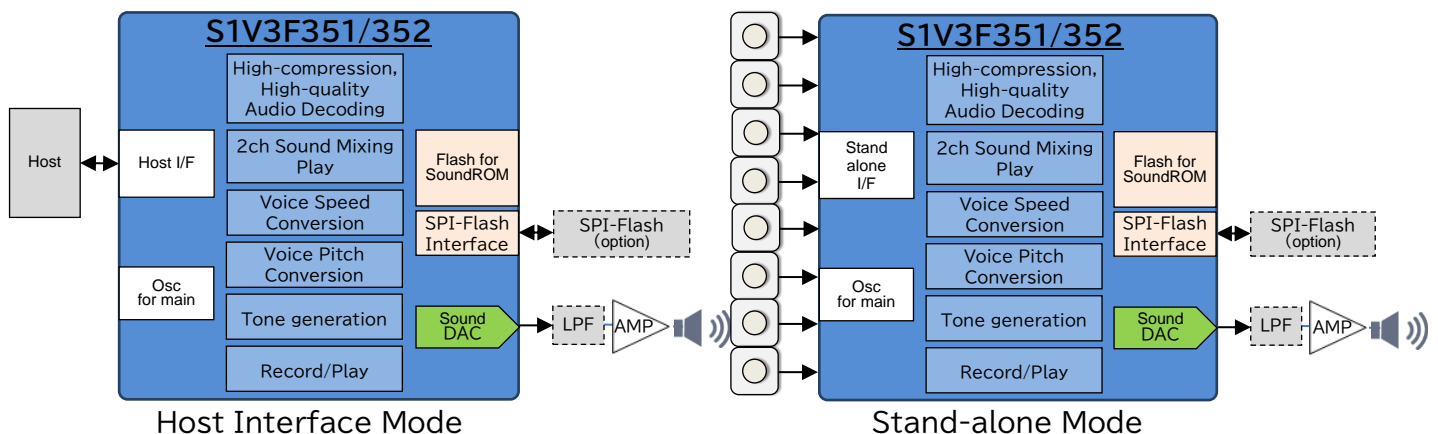 S1V3F351/352
High-compression,
High-quality
Audio Decoding
Host
Host I/F
2ch Sound Mixing
Play
Flash for
SoundROM
Voice Speed
Conversion
SPI-Flash
Interface
SPI-Flash
(option)
Voice Pitch
Conversion
Osc
for main
Tone generation
Sound
DAC
LPF
AMP
Record/Play
Host Interface Mode
S1V3F351/352
High-compression,
High-quality
Audio Decoding
Stand
alone
I/F
2ch Sound Mixing
Play
Flash for
SoundROM
Voice Speed
Conversion
SPI-Flash
Interface
SPI-Flash
(option)
Voice Pitch
Conversion
Osc
for main
Tone generation
Sound
DAC
LPF
AMP
Record/Play
Stand-alone Mode